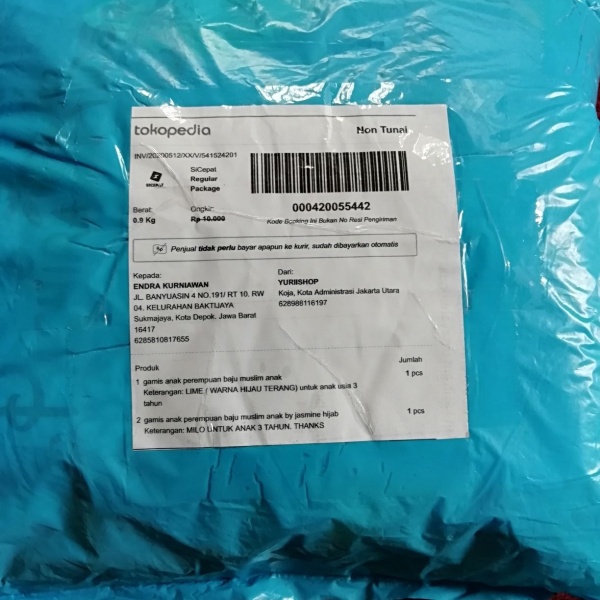 tokopedia Non Tunai
INV/20200512/XX/V/541524201
SiCepat
Regular
Package
000420055442
Berat: Ongkir:
0.9 Kg Rp 10.000
Kode Booking Ini Bukan No Resi Pengiriman
Penjual tidak perlu bayar apapun ke kurir, sudah dibayarkan otomatis
Kepada: Dari:
ENDRA KURNIAWAN YURIISHOP
JL. BANYUASIN 4 NO.191/ RT 10. RW Koja, Kota Administrasi Jakarta Utara
04. KELURAHAN BAKTIJAYA 628988116197
Sukmajaya, Kota Depok, Jawa Barat
16417
6285810817655
Produk Jumlah
1 gamis anak perempuan baju muslim anak 1 pcs
Keterangan: LIME ( WARNA HIJAU TERANG) untuk anak usia 3
tahun
2 gamis anak perempuan baju muslim anak by jasmine hijab 1 pcs
Keterangan: MILO UNTUK ANAK 3 TAHUN. THANKS